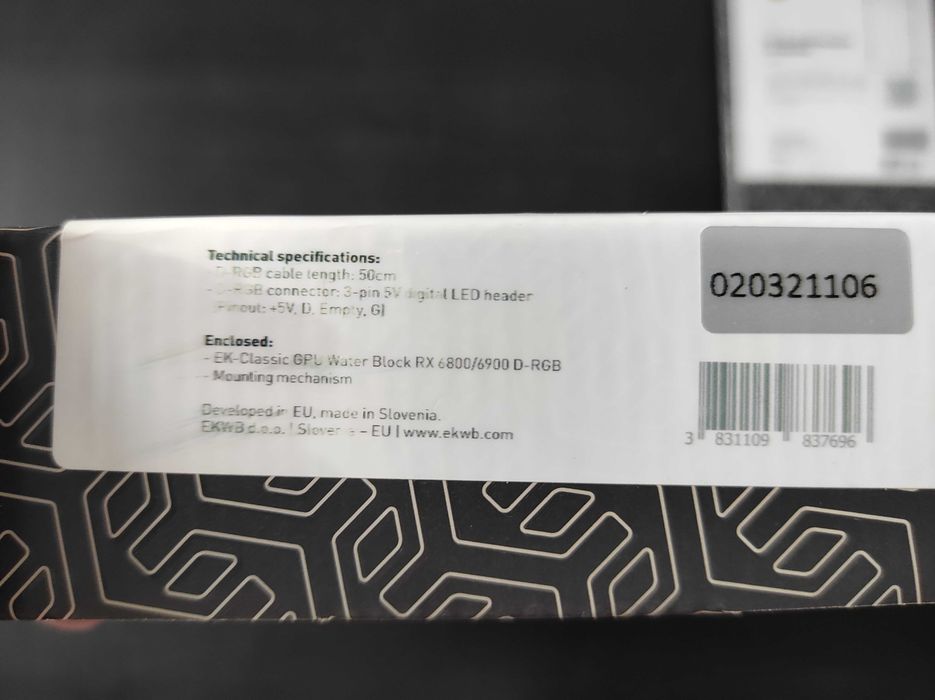 Technical specifications:
- D-RGB cable length: 50cm
- D-RGB connector: 3-pin 5V digital LED header
(Pinout: +5V, D, Empty, G)
Enclosed:
- EK-Classic GPU Water Block RX 6800/6900 D-RGB
- Mounting mechanism
Developed in EU, made in Slovenia.
EKWB d.o.o. | Slovenia – EU | www.ekwb.com
020321106
3 831109 837696